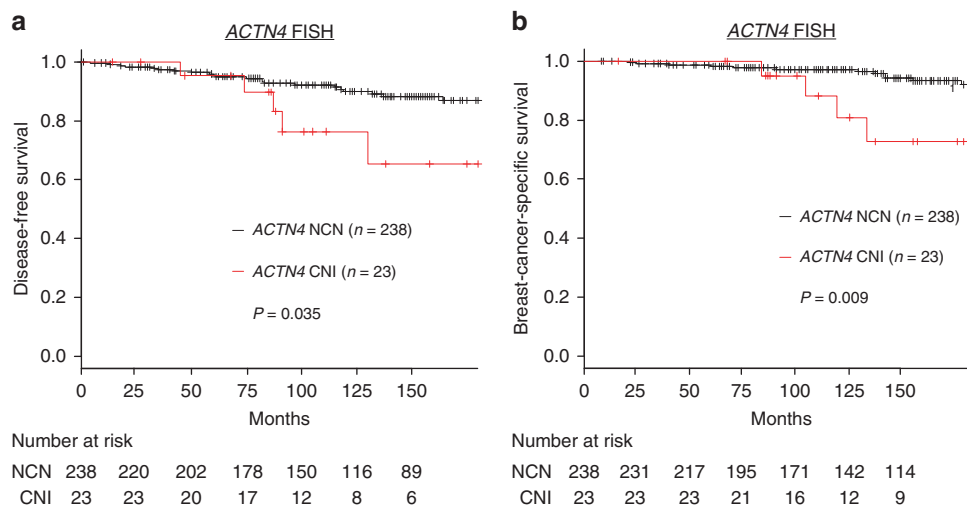 a
ACTN4 FISH
Disease-free survival
1.0
0.8
0.6
0.4
0.2
0.0
ACTN4 NCN (n = 238)
ACTN4 CNI (n = 23)
P = 0.035
0 25 50 75 100 125 150
Months
Number at risk
NCN 238 220 202 178 150 116 89
CNI 23 23 20 17 12 8 6
b
ACTN4 FISH
Breast-cancer-specific survival
1.0
0.8
0.6
0.4
0.2
0.0
ACTN4 NCN (n = 238)
ACTN4 CNI (n = 23)
P = 0.009
0 25 50 75 100 125 150
Months
Number at risk
NCN 238 231 217 195 171 142 114
CNI 23 23 23 21 16 12 9